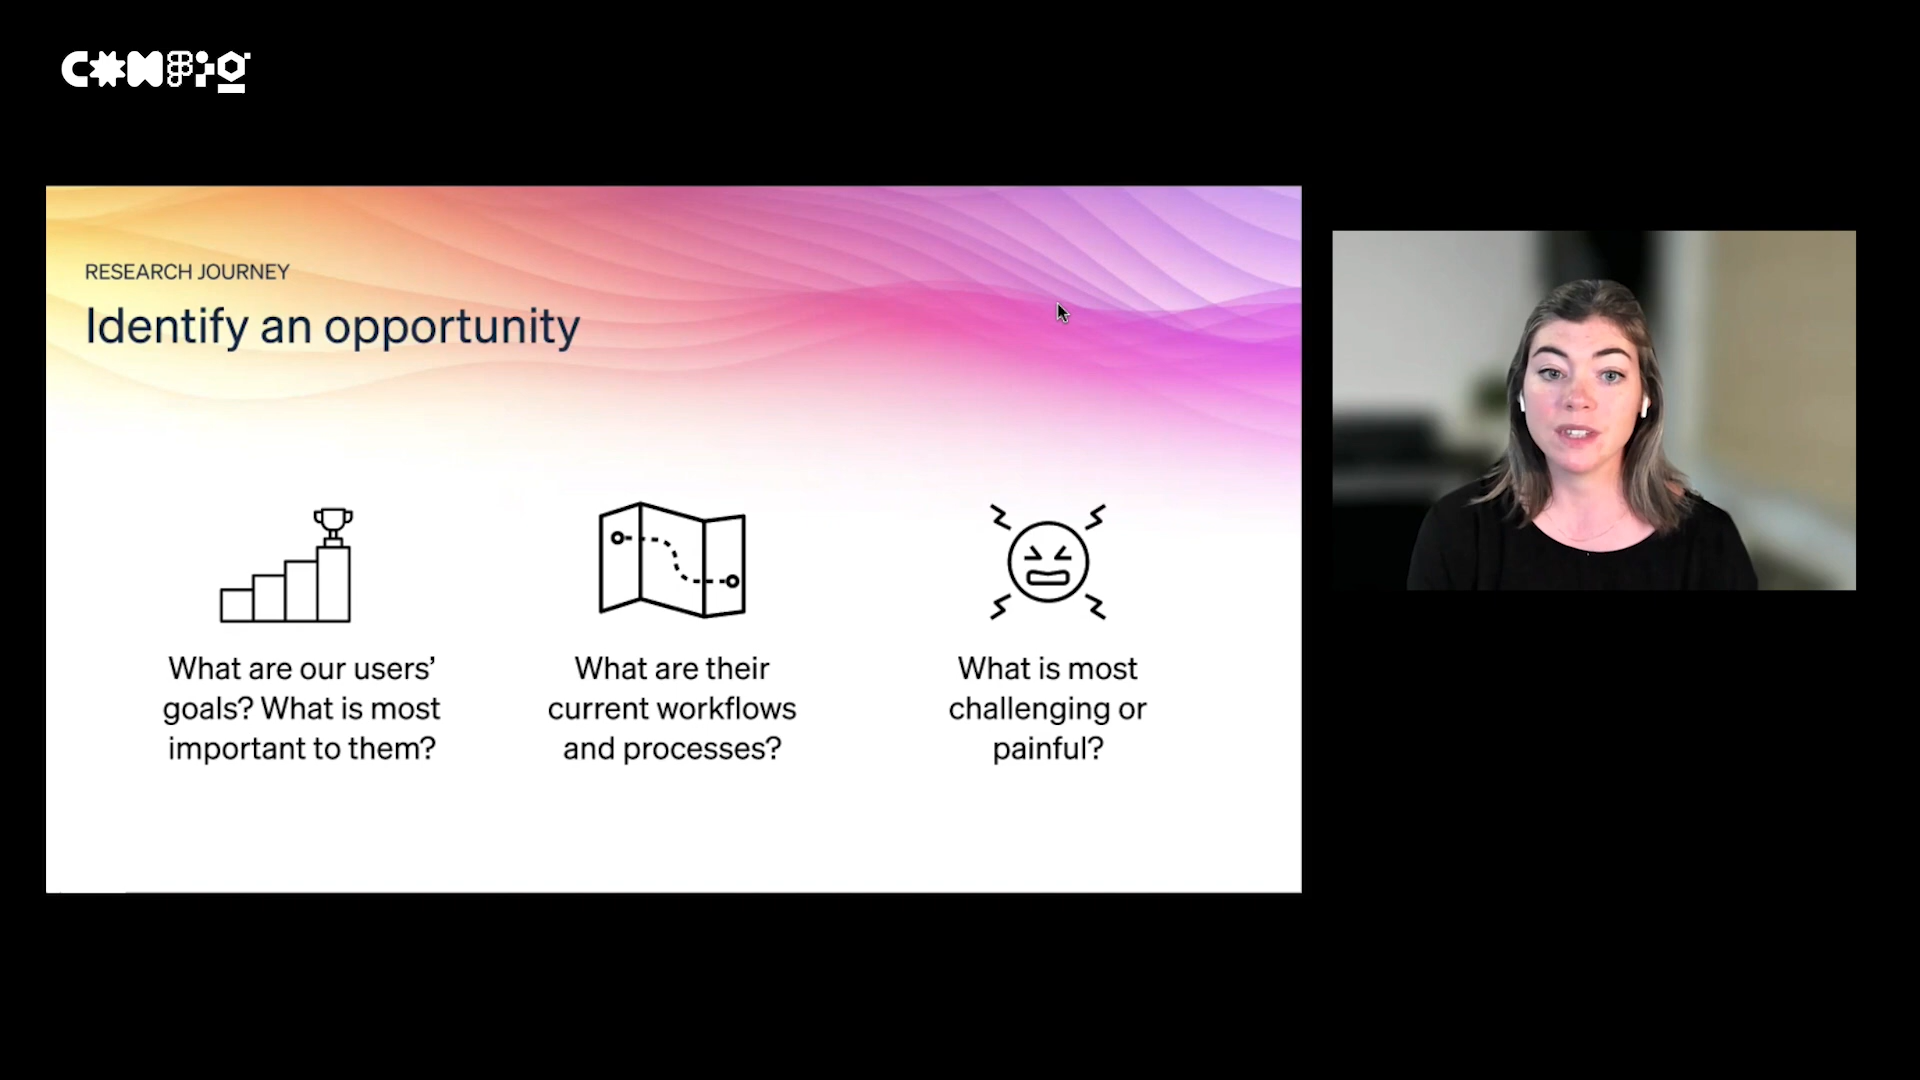 CONFIG
RESEARCH JOURNEY
Identify an opportunity
What are our users’
goals? What is most
important to them?
What are their
current workflows
and processes?
What is most
challenging or
painful?